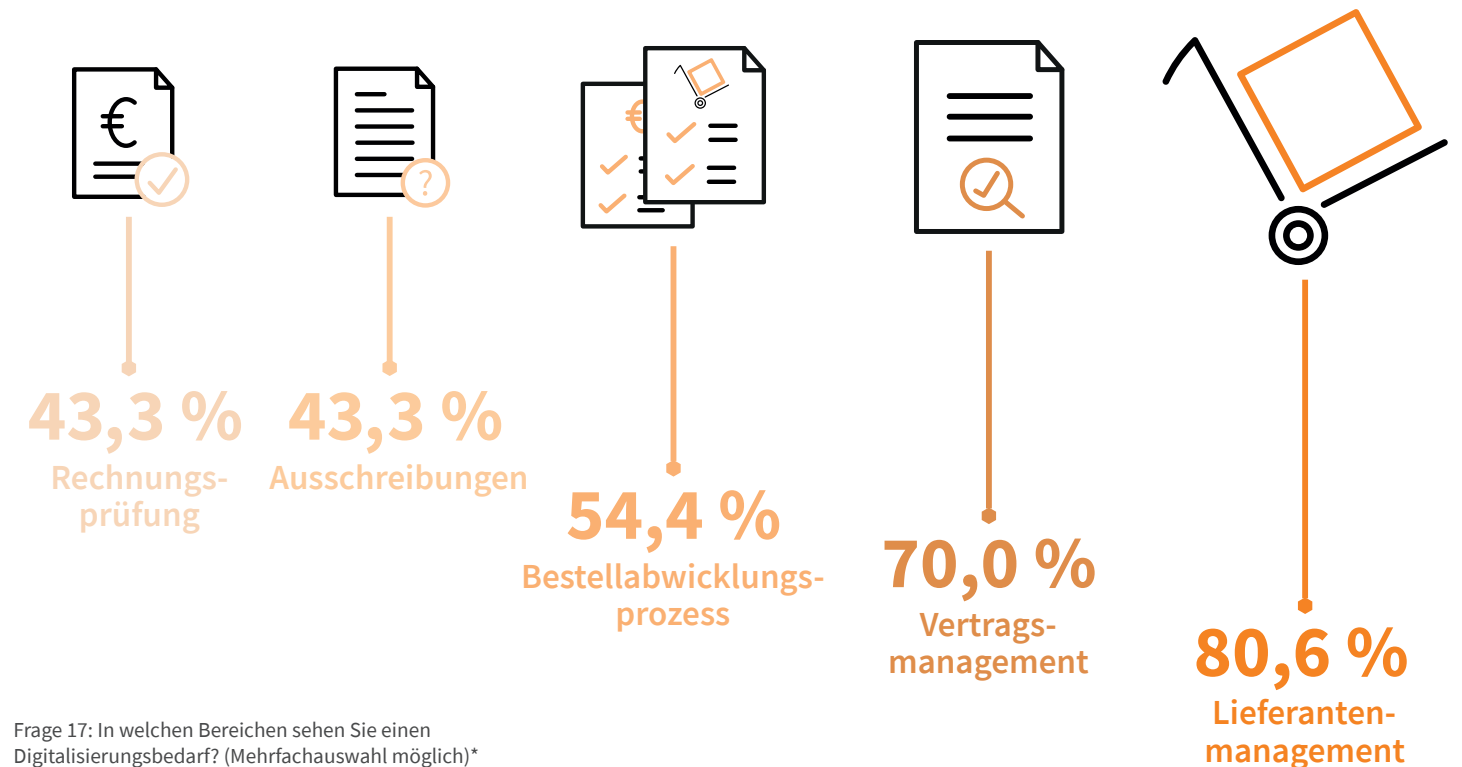 43,3 %
Rechnungs-
prüfung
43,3 %
Ausschreibungen
54,4 %
Bestellabwicklungs-
prozess
70,0 %
Vertrags-
management
80,6 %
Lieferanten-
management
Frage 17: In welchen Bereichen sehen Sie einen
Digitalisierungsbedarf? (Mehrfachauswahl möglich)*